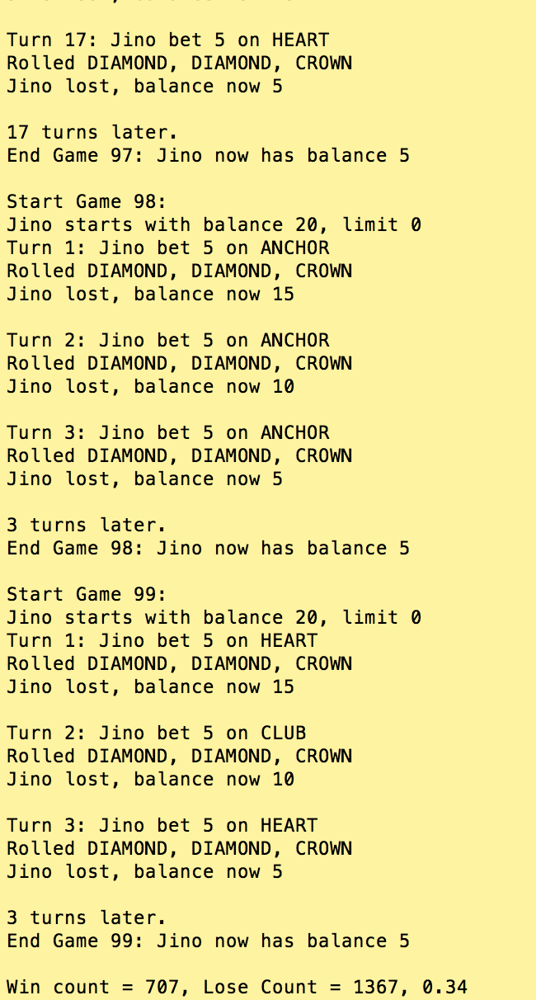 Turn 17: Jino bet 5 on HEART
Rolled DIAMOND, DIAMOND, CROWN
Jino lost, balance now 5
17 turns later.
End Game 97: Jino now has balance 5
Start Game 98:
Jino starts with balance 20, limit 0
Turn 1: Jino bet 5 on ANCHOR
Rolled DIAMOND, DIAMOND, CROWN
Jino lost, balance now 15
Turn 2: Jino bet 5 on ANCHOR
Rolled DIAMOND, DIAMOND, CROWN
Jino lost, balance now 10
Turn 3: Jino bet 5 on ANCHOR
Rolled DIAMOND, DIAMOND, CROWN
Jino lost, balance now 5
3 turns later.
End Game 98: Jino now has balance 5
Start Game 99:
Jino starts with balance 20, limit 0
Turn 1: Jino bet 5 on HEART
Rolled DIAMOND, DIAMOND, CROWN
Jino lost, balance now 15
Turn 2: Jino bet 5 on CLUB
Rolled DIAMOND, DIAMOND, CROWN
Jino lost, balance now 10
Turn 3: Jino bet 5 on HEART
Rolled DIAMOND, DIAMOND, CROWN
Jino lost, balance now 5
3 turns later.
End Game 99: Jino now has balance 5
Win count = 707, Lose Count = 1367, 0.34